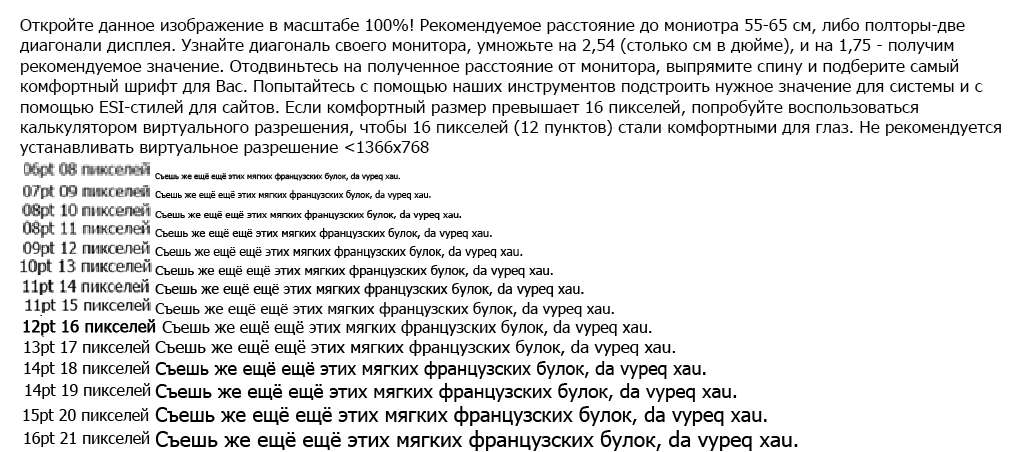 Откройте данное изображение в масштабе 100%! Рекомендуемое расстояние до мониотра 55-65 см, либо полторы-две
диагонали дисплея. Узнайте диагональ своего монитора, умножьте на 2,54 (столько см в дюйме), и на 1,75 - получим
рекомендуемое значение. Отодвиньтесь на полученное расстояние от монитора, выпрямите спину и подберите самый
комфортный шрифт для Вас. Попытайтесь с помощью наших инструментов подстроить нужное значение для системы и с
помощью ESI-стилей для сайтов. Если комфортный размер превышает 16 пикселей, попробуйте воспользоваться
калькулятором виртуального разрешения, чтобы 16 пикселей (12 пунктов) стали комфортными для глаз. Не рекомендуется
устанавливать виртуальное разрешение <1366x768
06pt 08 пикселей Съешь же ещё ещё этих мягких французских булок, da vypeq xau.
07pt 09 пикселей Съешь же ещё ещё этих мягких французских булок, da vypeq xau.
08pt 10 пикселей Съешь же ещё ещё этих мягких французских булок, da vypeq xau.
08pt 11 пикселей Съешь же ещё ещё этих мягких французских булок, da vypeq xau.
09pt 12 пикселей Съешь же ещё ещё этих мягких французских булок, da vypeq xau.
10pt 13 пикселей Съешь же ещё ещё этих мягких французских булок, da vypeq xau.
11pt 14 пикселей Съешь же ещё ещё этих мягких французских булок, da vypeq xau.
11pt 15 пикселей Съешь же ещё ещё этих мягких французских булок, da vypeq xau.
12pt 16 пикселей Съешь же ещё ещё этих мягких французских булок, da vypeq xau.
13pt 17 пикселей Съешь же ещё ещё этих мягких французских булок, da vypeq xau.
14pt 18 пикселей Съешь же ещё ещё этих мягких французских булок, da vypeq xau.
14pt 19 пикселей Съешь же ещё ещё этих мягких французских булок, da vypeq xau.
15pt 20 пикселей Съешь же ещё ещё этих мягких французских булок, da vypeq xau.
16pt 21 пикселей Съешь же ещё ещё этих мягких французских булок, da vypeq xau.